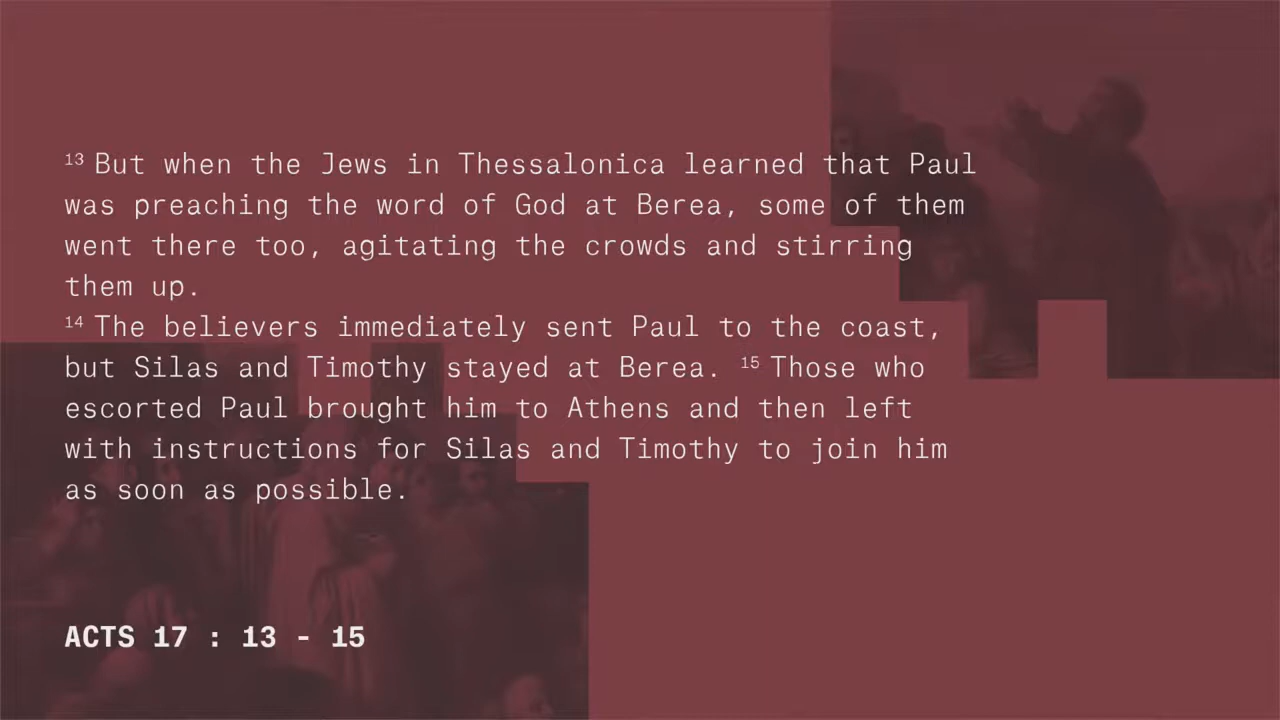 ¹³ But when the Jews in Thessalonica learned that Paul
was preaching the word of God at Berea, some of them
went there too, agitating the crowds and stirring
them up.
¹⁴ The believers immediately sent Paul to the coast,
but Silas and Timothy stayed at Berea. ¹⁵ Those who
escorted Paul brought him to Athens and then left
with instructions for Silas and Timothy to join him
as soon as possible.
ACTS 17 : 13 - 15